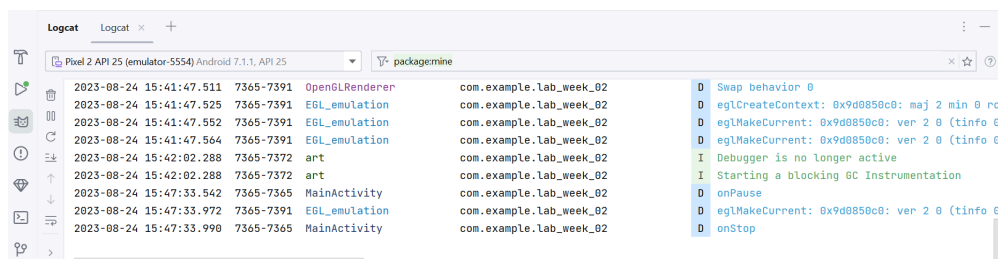 Logcat Logcat
Pixel 2 API 25 (emulator-5554) Android 7.1.1, API 25 package:mine
2023-08-24 15:41:47.511 7365-7391 OpenGLRenderer com.example.lab_week_02 D Swap behavior 0
2023-08-24 15:41:47.525 7365-7391 EGL_emulation com.example.lab_week_02 D eglCreateContext: 0x9d0850c0: maj 2 min 0
2023-08-24 15:41:47.552 7365-7391 EGL_emulation com.example.lab_week_02 D eglMakeCurrent: 0x9d0850c0: ver 2 0 (tinfo
2023-08-24 15:41:47.564 7365-7391 EGL_emulation com.example.lab_week_02 D eglMakeCurrent: 0x9d0850c0: ver 2 0 (tinfo
2023-08-24 15:42:02.288 7365-7372 art com.example.lab_week_02 I Debugger is no longer active
2023-08-24 15:42:02.288 7365-7372 art com.example.lab_week_02 I Starting a blocking GC Instrumentation
2023-08-24 15:47:33.542 7365-7365 MainActivity com.example.lab_week_02 D onPause
2023-08-24 15:47:33.972 7365-7391 EGL_emulation com.example.lab_week_02 D eglMakeCurrent: 0x9d0850c0: ver 2 0 (tinfo
2023-08-24 15:47:33.990 7365-7365 MainActivity com.example.lab_week_02 D onStop